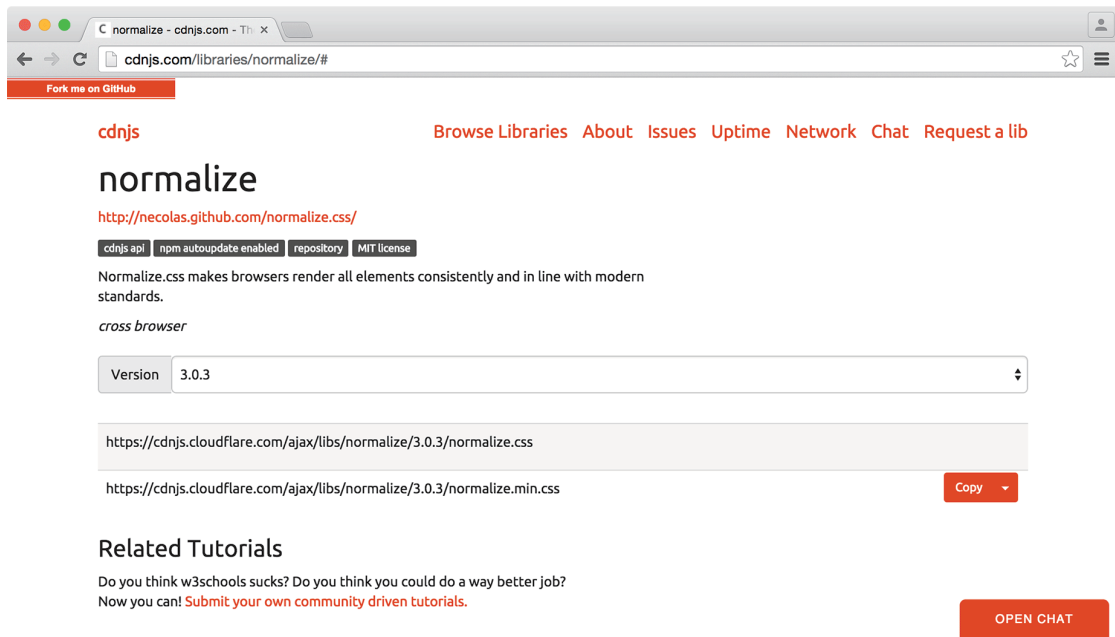 C normalize - cdnjs.com - Th
cdnjs.com/libraries/normalize/#
Fork me on GitHub
cdnjs Browse Libraries About Issues Uptime Network Chat Request a lib
normalize
http://necolas.github.com/normalize.css/
cdnjs api npm autoupdate enabled repository MIT license
Normalize.css makes browsers render all elements consistently and in line with modern
standards.
cross browser
Version 3.0.3
https://cdnjs.cloudflare.com/ajax/libs/normalize/3.0.3/normalize.css
https://cdnjs.cloudflare.com/ajax/libs/normalize/3.0.3/normalize.min.css Copy
Related Tutorials
Do you think w3schools sucks? Do you think you could do a way better job?
Now you can! Submit your own community driven tutorials.
OPEN CHAT